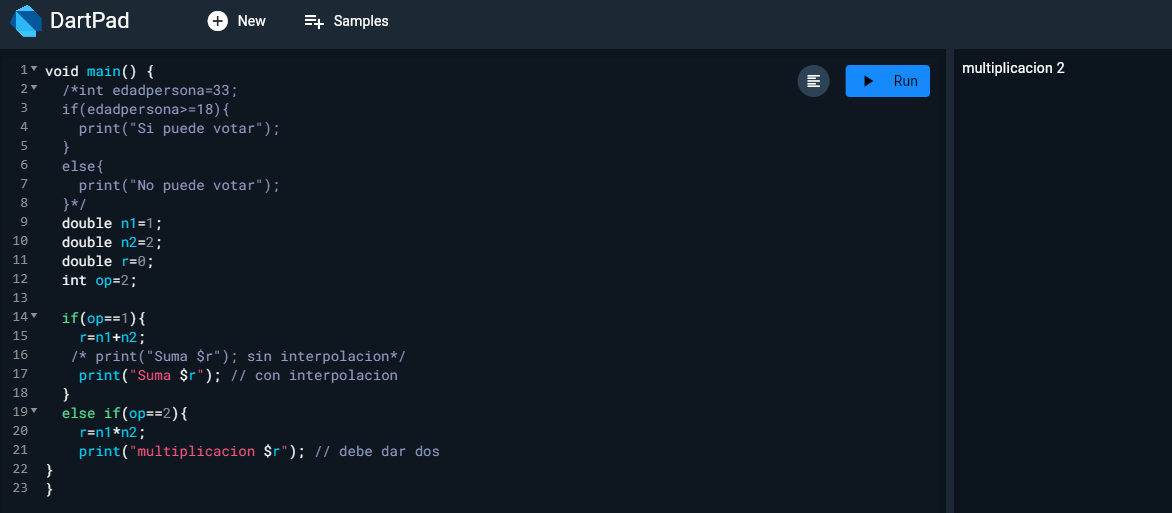 DartPad New Samples
Run
multiplicacion 2
1 void main() {
2 /*int edadpersona=33;
3 if(edadpersona>=18){
4 print("Si puede votar");
5 }
6 else{
7 print("No puede votar");
8 }*/
9 double n1=1;
10 double n2=2;
11 double r=0;
12 int op=2;
13
14 if(op==1){
15 r=n1+n2;
16 /* print("Suma $r"); sin interpolacion*/
17 print("Suma $r"); // con interpolacion
18 }
19 else if(op==2){
20 r=n1*n2;
21 print("multiplicacion $r"); // debe dar dos
22 }
23 }